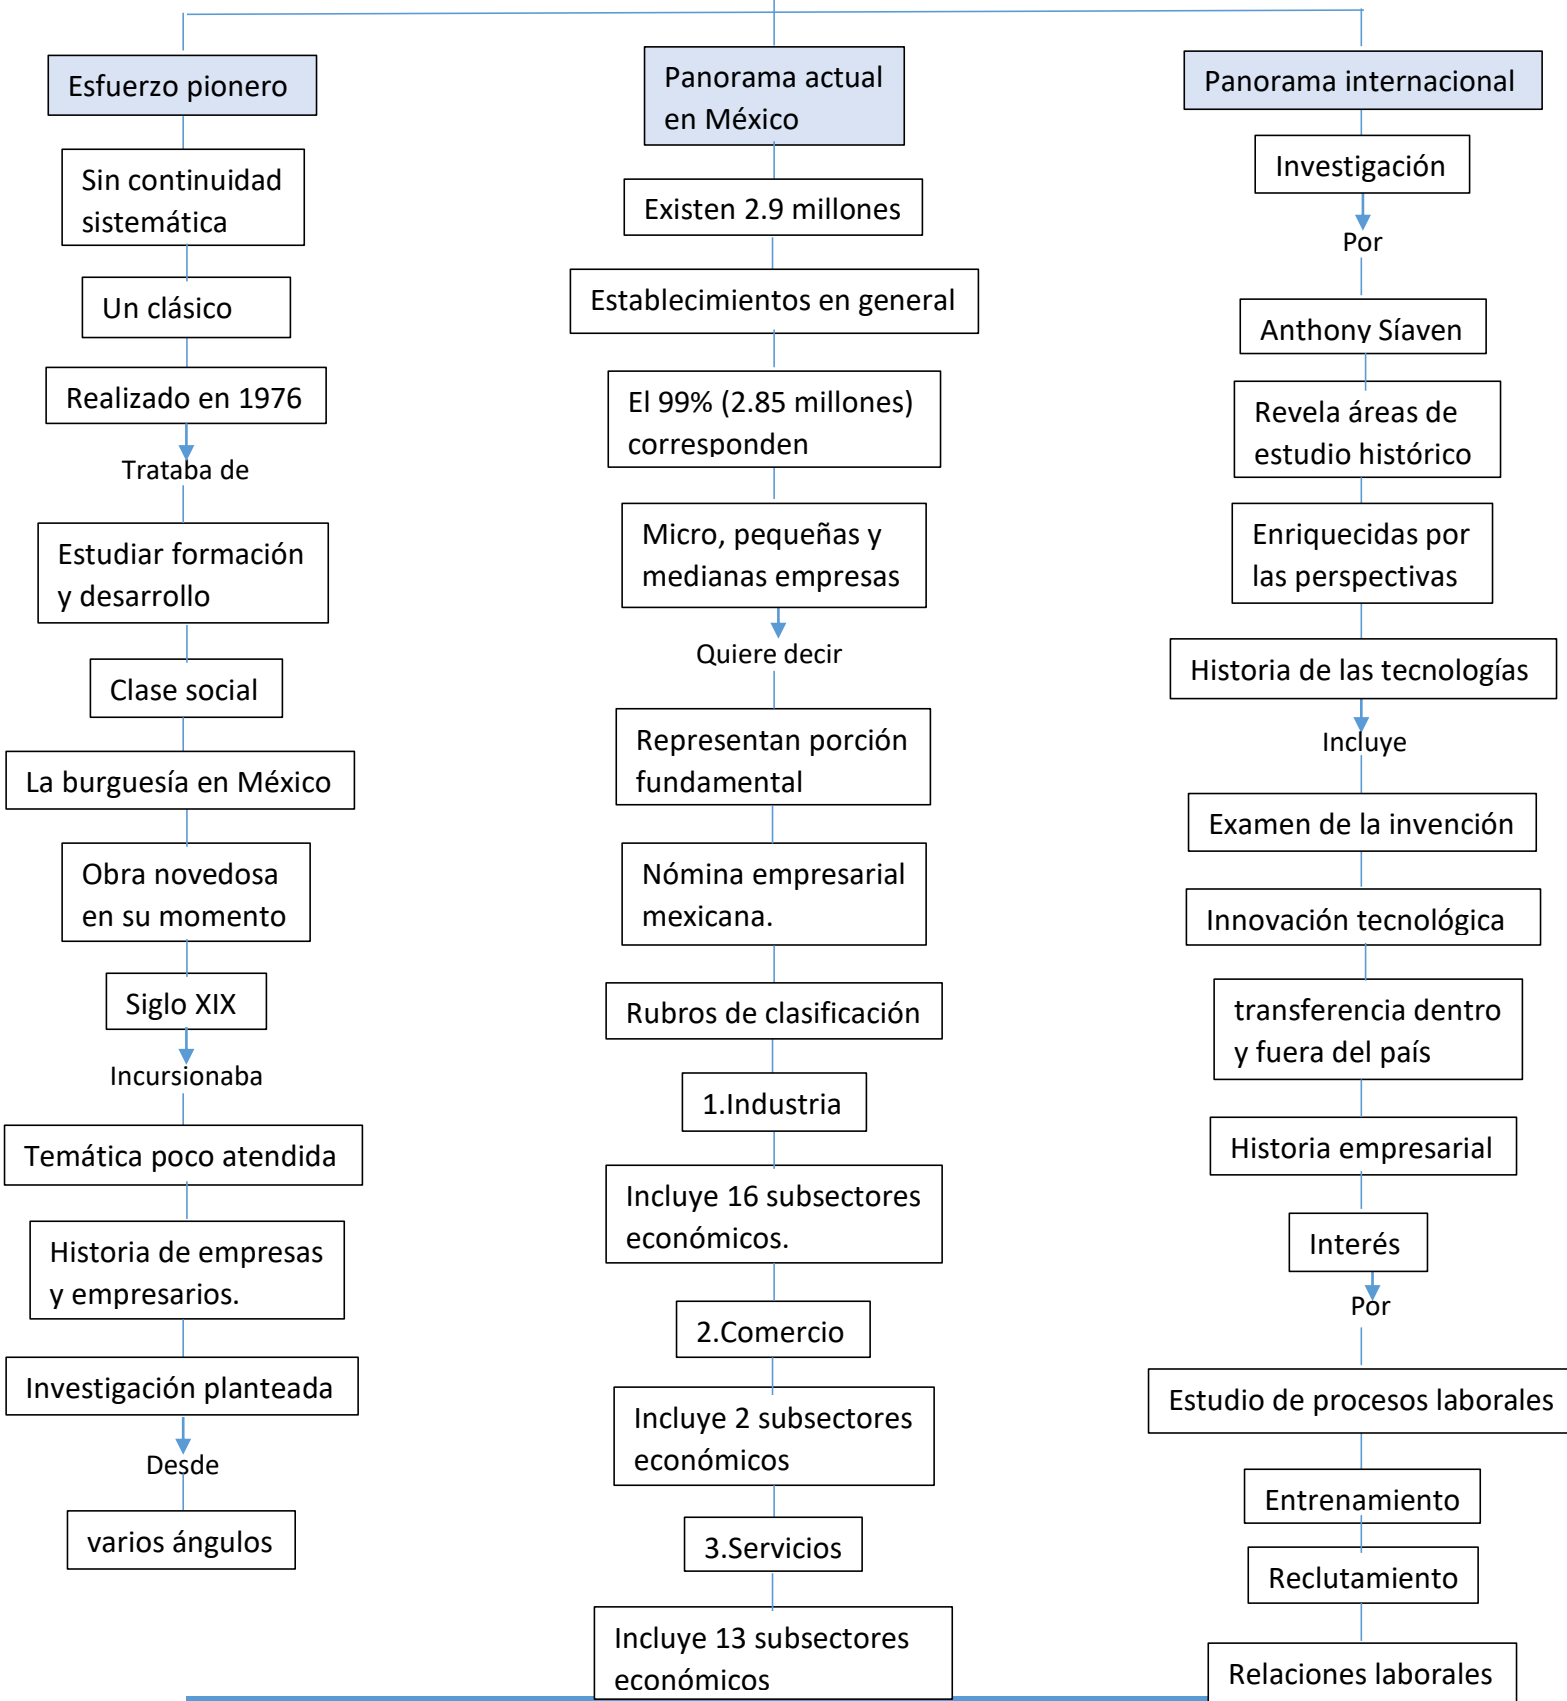 Esfuerzo pionero
Sin continuidad
sistemática
Un clásico
Realizado en 1976
Trataba de
Estudiar formación
y desarrollo
Clase social
La burguesía en México
Obra novedosa
en su momento
Siglo XIX
Incursionaba
Temática poco atendida
Historia de empresas
y empresarios.
Investigación planteada
Desde
varios ángulos
Panorama actual
en México
Existen 2.9 millones
Establecimientos en general
El 99% (2.85 millones)
corresponden
Micro, pequeñas y
medianas empresas
Quiere decir
Representan porción
fundamental
Nómina empresarial
mexicana.
Rubros de clasificación
1.Industria
Incluye 16 subsectores
económicos.
2.Comercio
Incluye 2 subsectores
económicos
3.Servicios
Incluye 13 subsectores
económicos
Panorama internacional
Investigación
Por
Anthony Síaven
Revela áreas de
estudio histórico
Enriquecidas por
las perspectivas
Historia de las tecnologías
Incluye
Examen de la invención
Innovación tecnológica
transferencia dentro
y fuera del país
Historia empresarial
Interés
Por
Estudio de procesos laborales
Entrenamiento
Reclutamiento
Relaciones laborales